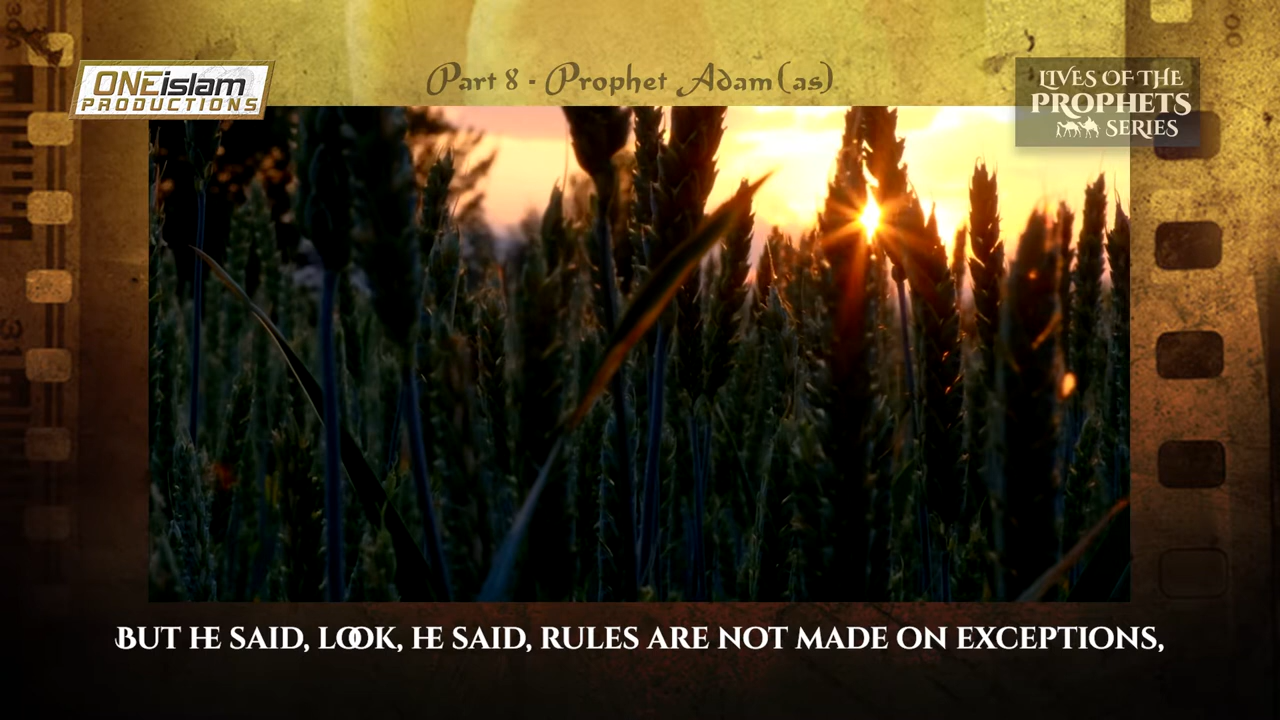 Part 8 - Prophet Adam(as)
ONEislam
PRODUCTIONS
LIVES OF THE
PROPHETS
SERIES
BUT HE SAID, LOOK, HE SAID, RULES ARE NOT MADE ON EXCEPTIONS,